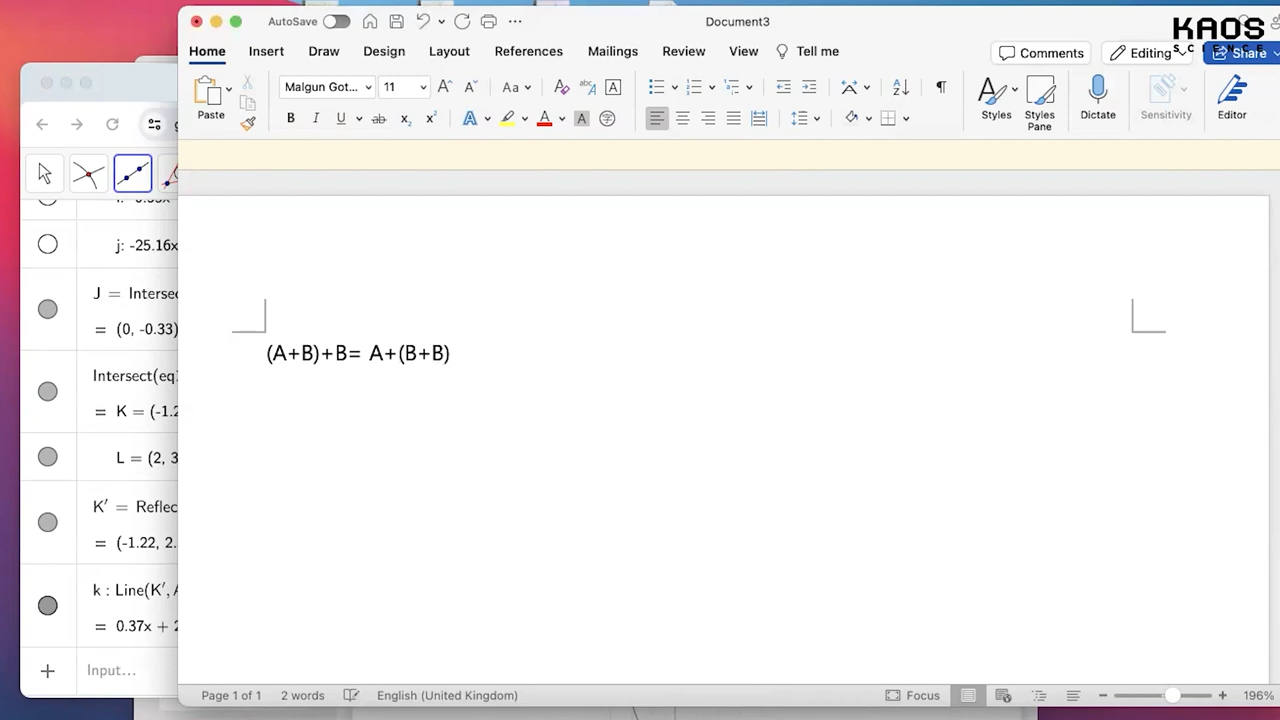 AutoSave
Document3
KAOS
SCIENCE
Home Insert Draw Design Layout References Mailings Review View Tell me
Comments Editing Share
Paste
Malgun Got... 11
Styles
Styles Pane
Dictate
Sensitivity
Editor
j: -25.16x
J = Interse
= (0, -0.33)
Intersect(eq
= K = (-1.2
L = (2, 3
K′ = Reflec
= (-1.22, 2.
k : Line(K′,
= 0.37x + 2
Input...
(A+B)+B= A+(B+B)
Page 1 of 1 2 words English (United Kingdom) Focus 196%